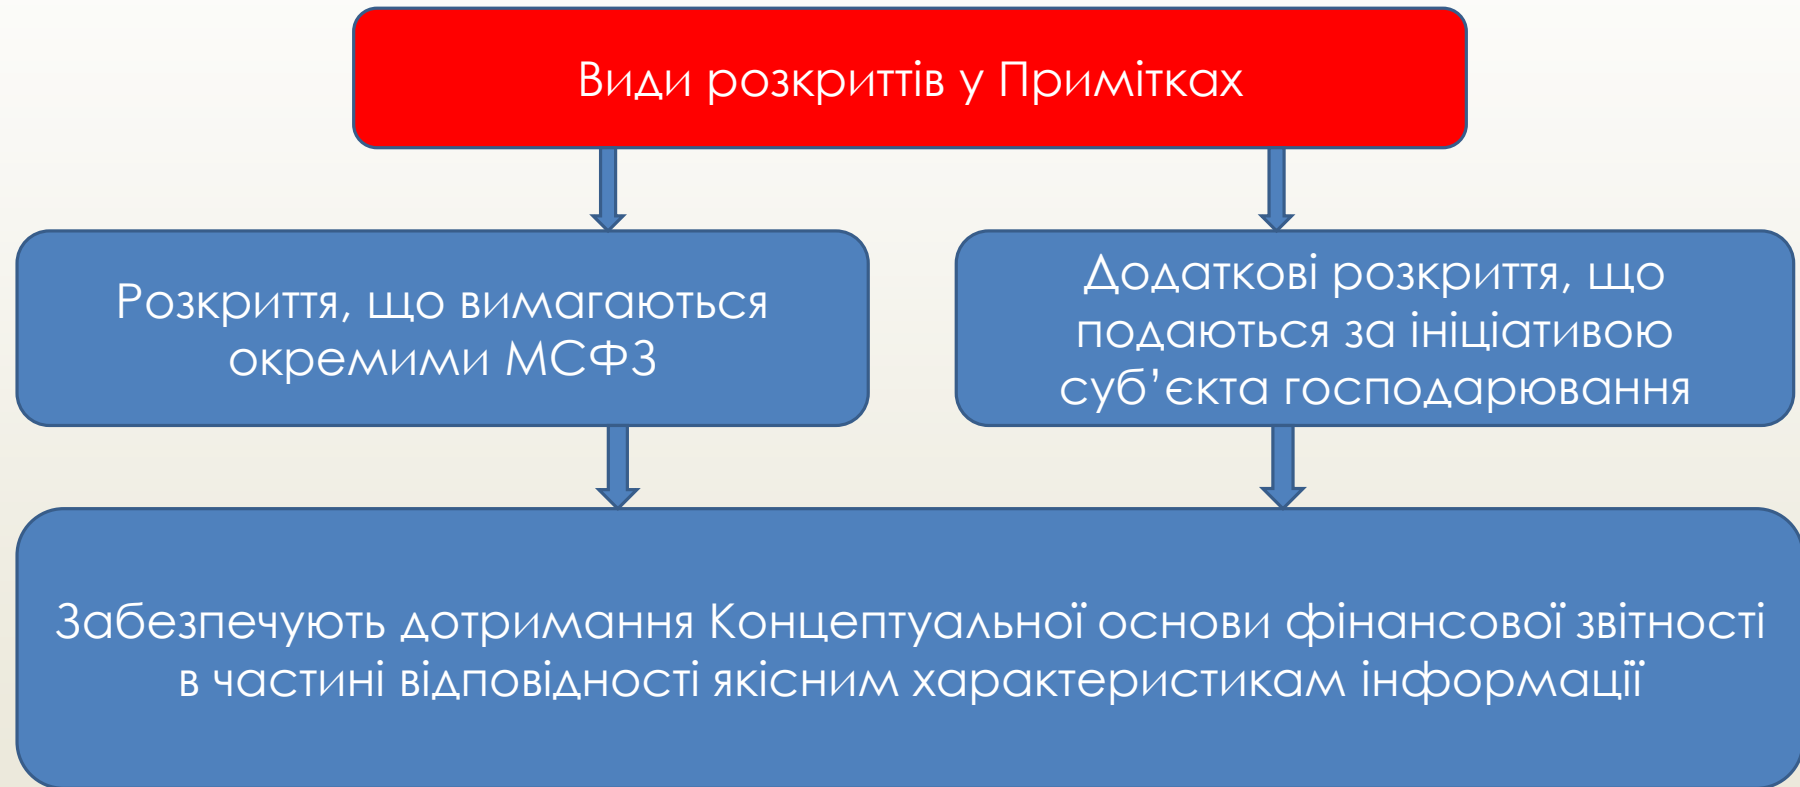 Види розкриттів у Примітках
Розкриття, що вимагаються
окремими МСФЗ
Додаткові розкриття, що
подаються за ініціативою
суб’єкта господарювання
Забезпечують дотримання Концептуальної основи фінансової звітності
в частині відповідності якісним характеристикам інформації